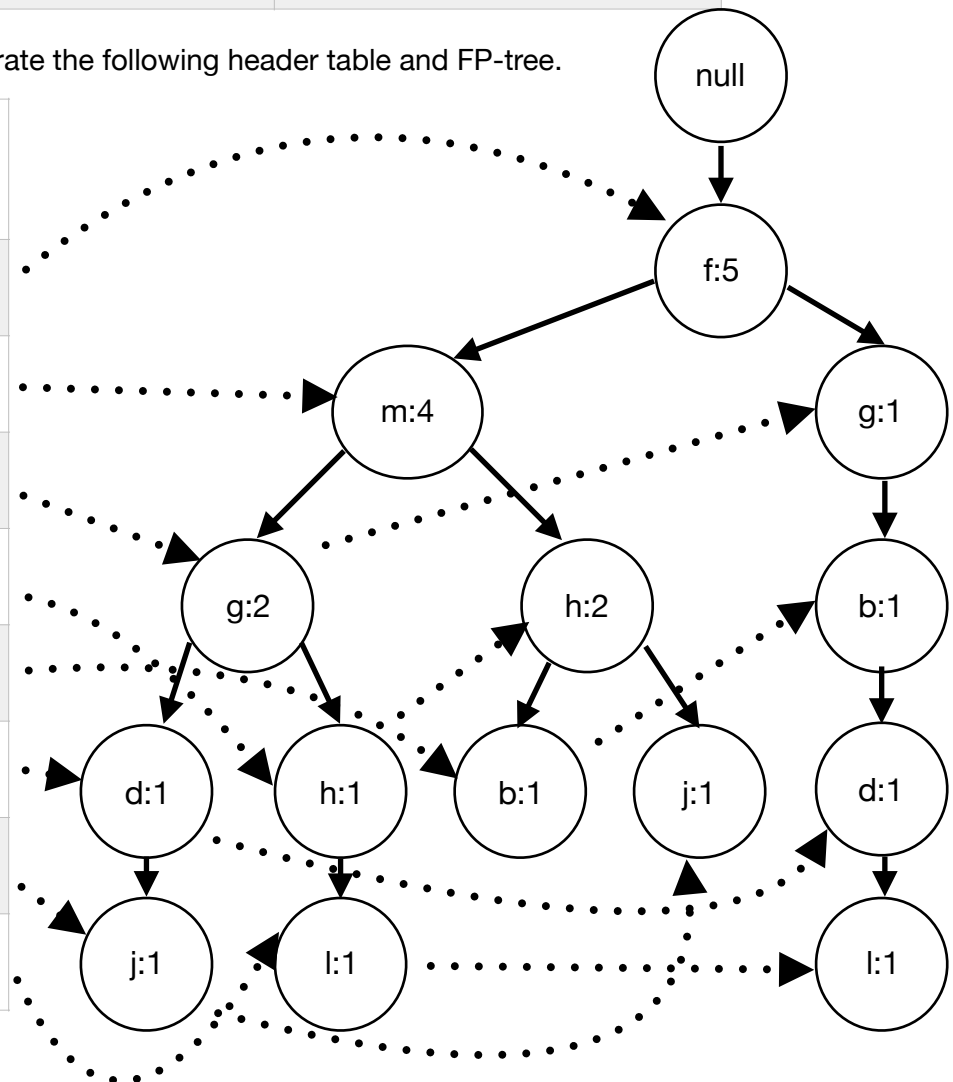 null
rate the following header table and FP-tree.
f:5
m:4
g:1
g:2
h:2
b:1
d:1
h:1
b:1
j:1
d:1
j:1
l:1
l:1